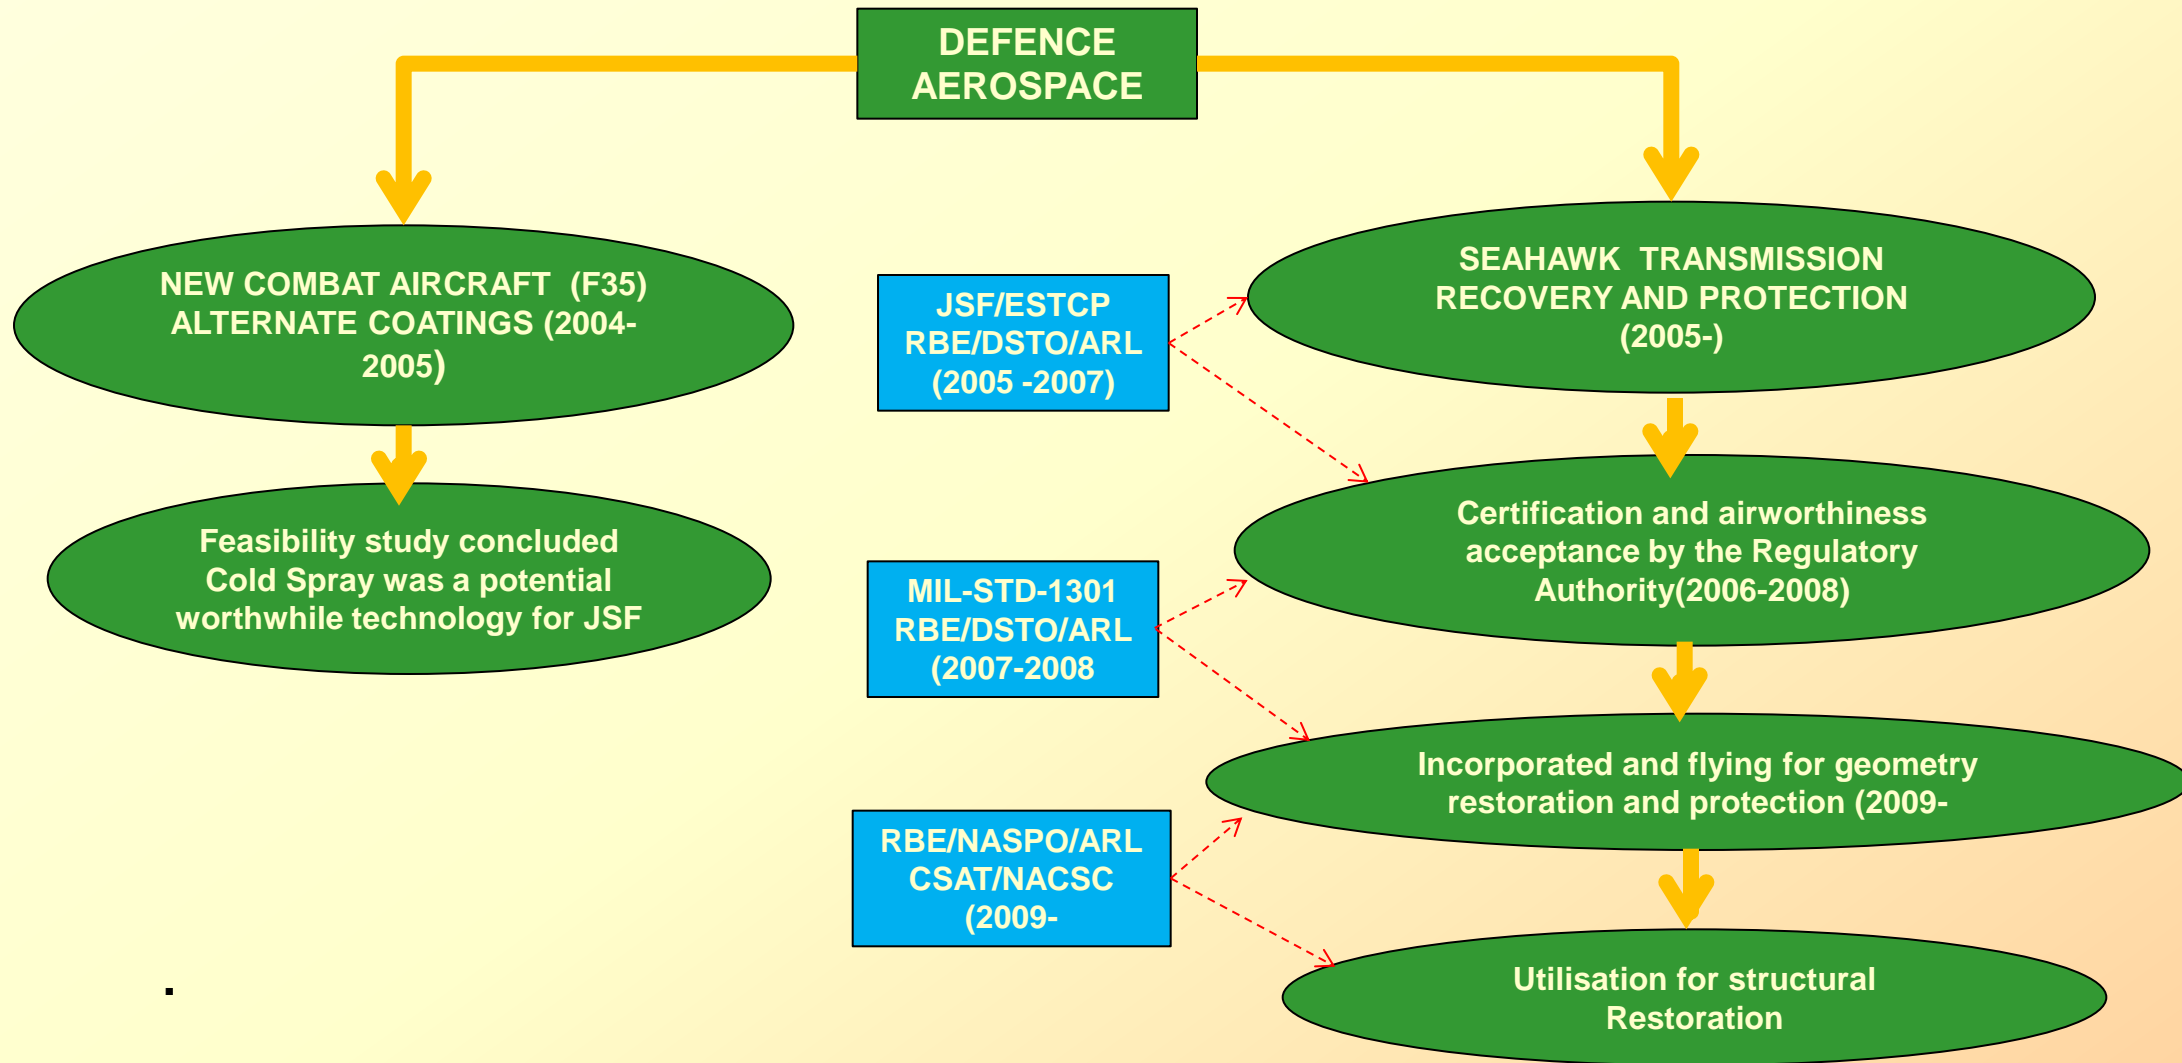 DEFENCE
AEROSPACE
NEW COMBAT AIRCRAFT (F35)
ALTERNATE COATINGS (2004-
2005)
Feasibility study concluded
Cold Spray was a potential
worthwhile technology for JSF
JSF/ESTCP
RBE/DSTO/ARL
(2005 -2007)
SEAHAWK TRANSMISSION
RECOVERY AND PROTECTION
(2005-)
Certification and airworthiness
acceptance by the Regulatory
Authority(2006-2008)
MIL-STD-1301
RBE/DSTO/ARL
(2007-2008
Incorporated and flying for geometry
restoration and protection (2009-
RBE/NASPO/ARL
CSAT/NACSC
(2009-
Utilisation for structural
Restoration
.